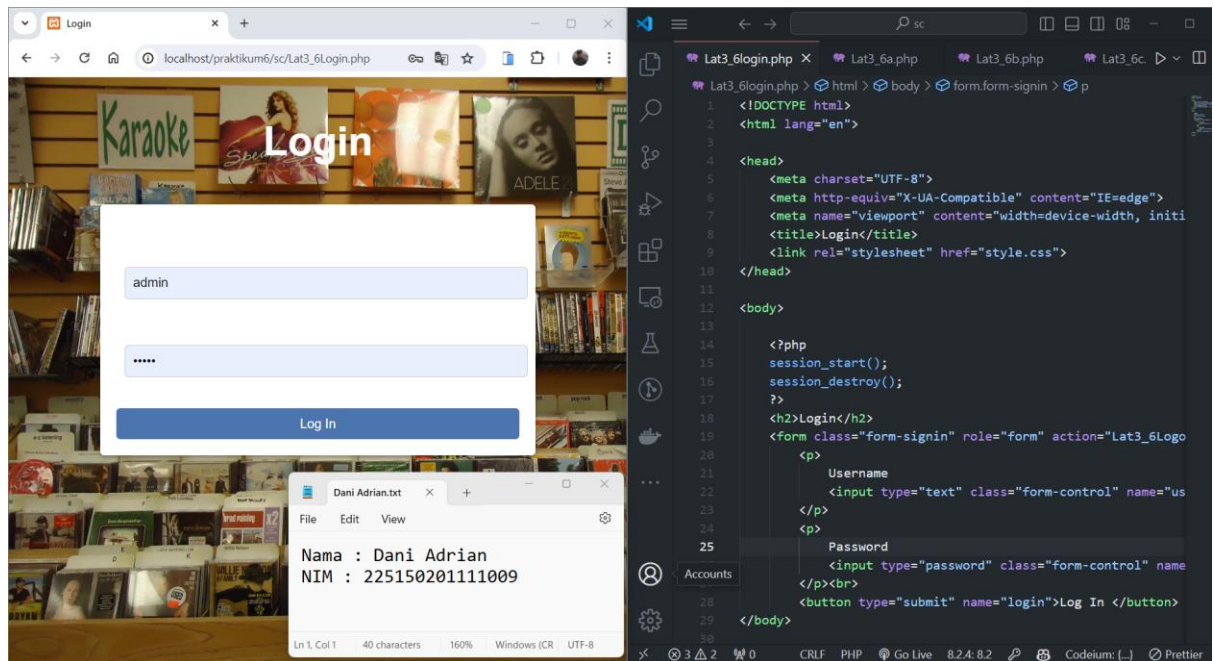 Login
localhost/praktikum6/sc/Lat3_6Login.php
Karaoke
Login
ADELE
admin
•••••
Log In
Dani Adrian.txt
File Edit View
Nama : Dani Adrian
NIM : 225150201111009
Ln 1, Col 1 40 characters 160% Windows (CR UTF-8
sc
Lat3_6login.php Lat3_6a.php Lat3_6b.php Lat3_6c.
Lat3_6login.php > html > body > form.form-signin > p
1 <!DOCTYPE html>
2 <html lang="en">
3
4 <head>
5 <meta charset="UTF-8">
6 <meta http-equiv="X-UA-Compatible" content="IE=edge">
7 <meta name="viewport" content="width=device-width, initi
8 <title>Login</title>
9 <link rel="stylesheet" href="style.css">
10 </head>
11
12 <body>
13
14 <?php
15 session_start();
16 session_destroy();
17 ?>
18 <h2>Login</h2>
19 <form class="form-signin" role="form" action="Lat3_6Logo
20 <p>
21 Username
22 <input type="text" class="form-control" name="us
23 </p>
24 <p>
25 Password
<input type="password" class="form-control" name
Accounts
</p><br>
28 <button type="submit" name="login">Log In </button>
29 </body>
30
3 2 0 CRLF PHP Go Live 8.2.4: 8.2 Codeium: {...} Prettier